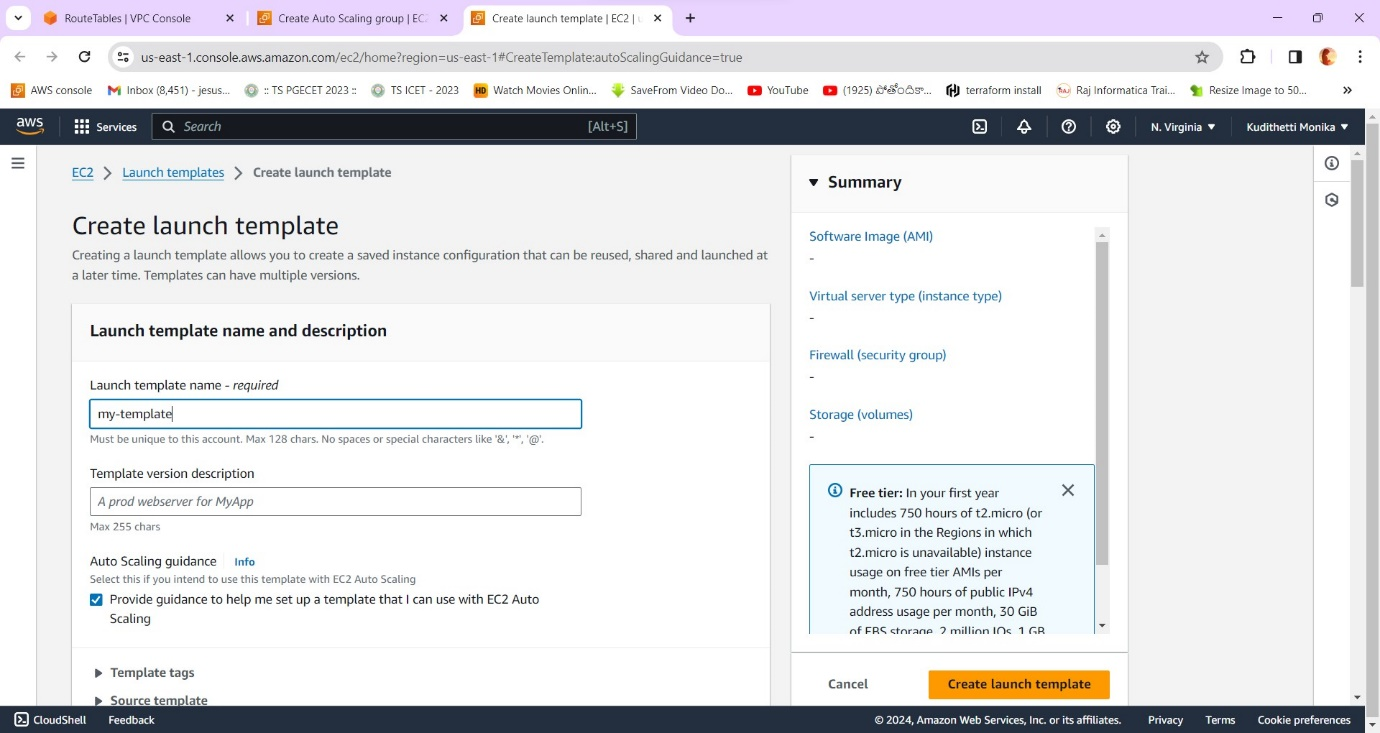 RouteTables | VPC Console
Create Auto Scaling group | EC
Create launch template | EC2 |
us-east-1.console.aws.amazon.com/ec2/home?region=us-east-1#CreateTemplate:autoScalingGuidance=true
AWS console
Inbox (8,451) - jesus...
:: TS PGECET 2023 ::
TS ICET - 2023
HD
Watch Movies Onlin...
SaveFrom Video Do...
YouTube
(1925)
terraform install
Raj Informatica Trai...
Resize Image to 50...
aws
Services
Search
[Alt+S]
N. Virginia
Kudithetti Monika
EC2
Launch templates
Create launch template
Create launch template
Creating a launch template allows you to create a saved instance configuration that can be reused, shared and launched at
a later time. Templates can have multiple versions.
Launch template name and description
Launch template name - required
my-template
Must be unique to this account. Max 128 chars. No spaces or special characters like '&', '*', '@'.
Template version description
A prod webserver for MyApp
Max 255 chars
Auto Scaling guidance
Info
Select this if you intend to use this template with EC2 Auto Scaling
Provide guidance to help me set up a template that I can use with EC2 Auto
Scaling
Template tags
Source template
Summary
Software Image (AMI)
-
Virtual server type (instance type)
-
Firewall (security group)
-
Storage (volumes)
-
Free tier: In your first year
includes 750 hours of t2.micro (or
t3.micro in the Regions in which
t2.micro is unavailable) instance
usage on free tier AMIs per
month, 750 hours of public IPv4
address usage per month, 30 GiB
of EBS storage, 2 million IOs, 1 GB
Cancel
Create launch template
CloudShell
Feedback
© 2024, Amazon Web Services, Inc. or its affiliates.
Privacy
Terms
Cookie preferences